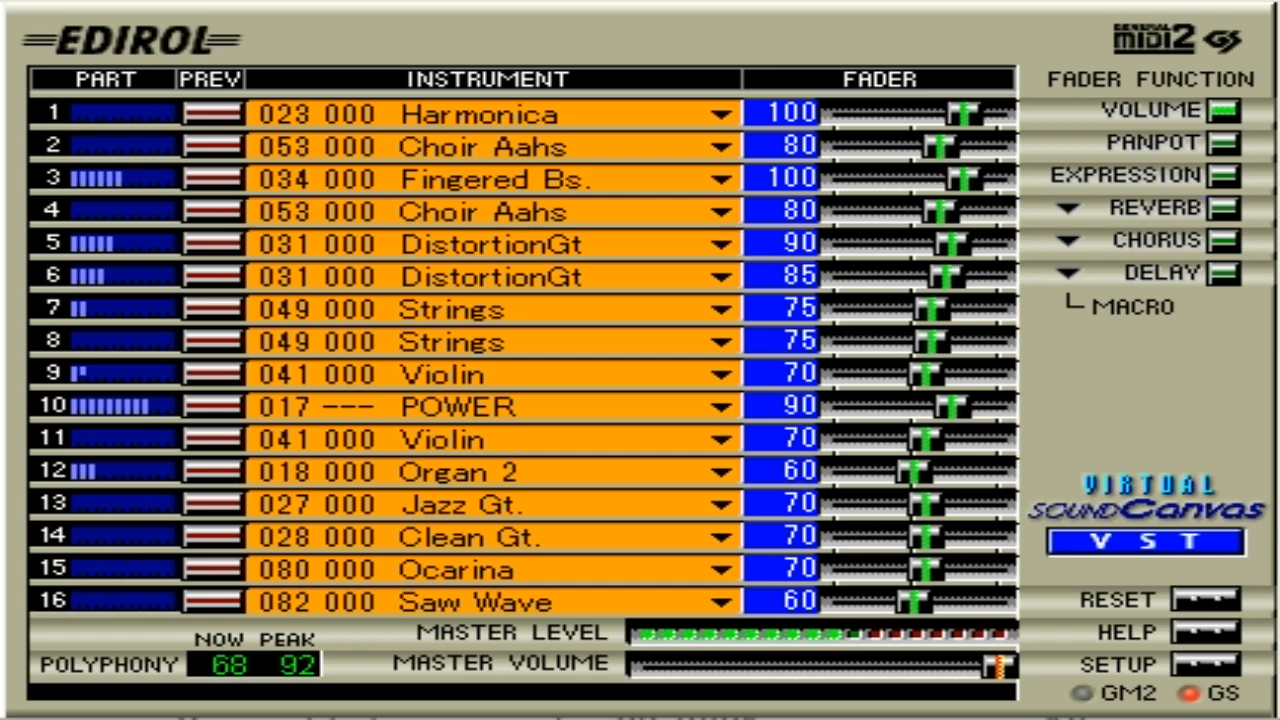 EDIROL
GENERAL MIDI2 GS
PART PREV INSTRUMENT FADER
FADER FUNCTION
1 023 000 Harmonica 100
2 053 000 Choir Aahs 80
3 034 000 Fingered Bs. 100
4 053 000 Choir Aahs 80
5 031 000 DistortionGt 90
6 031 000 DistortionGt 85
7 049 000 Strings 75
8 049 000 Strings 75
9 041 000 Violin 70
10 017 --- POWER 90
11 041 000 Violin 70
12 018 000 Organ 2 60
13 027 000 Jazz Gt. 70
14 028 000 Clean Gt. 70
15 080 000 Ocarina 70
16 082 000 Saw Wave 60
VOLUME
PANPOT
EXPRESSION
REVERB
CHORUS
DELAY
MACRO
VIRTUAL
SOUNDCanvas
VST
RESET
HELP
SETUP
GM2 GS
NOW PEAK
POLYPHONY 68 92
MASTER LEVEL
MASTER VOLUME